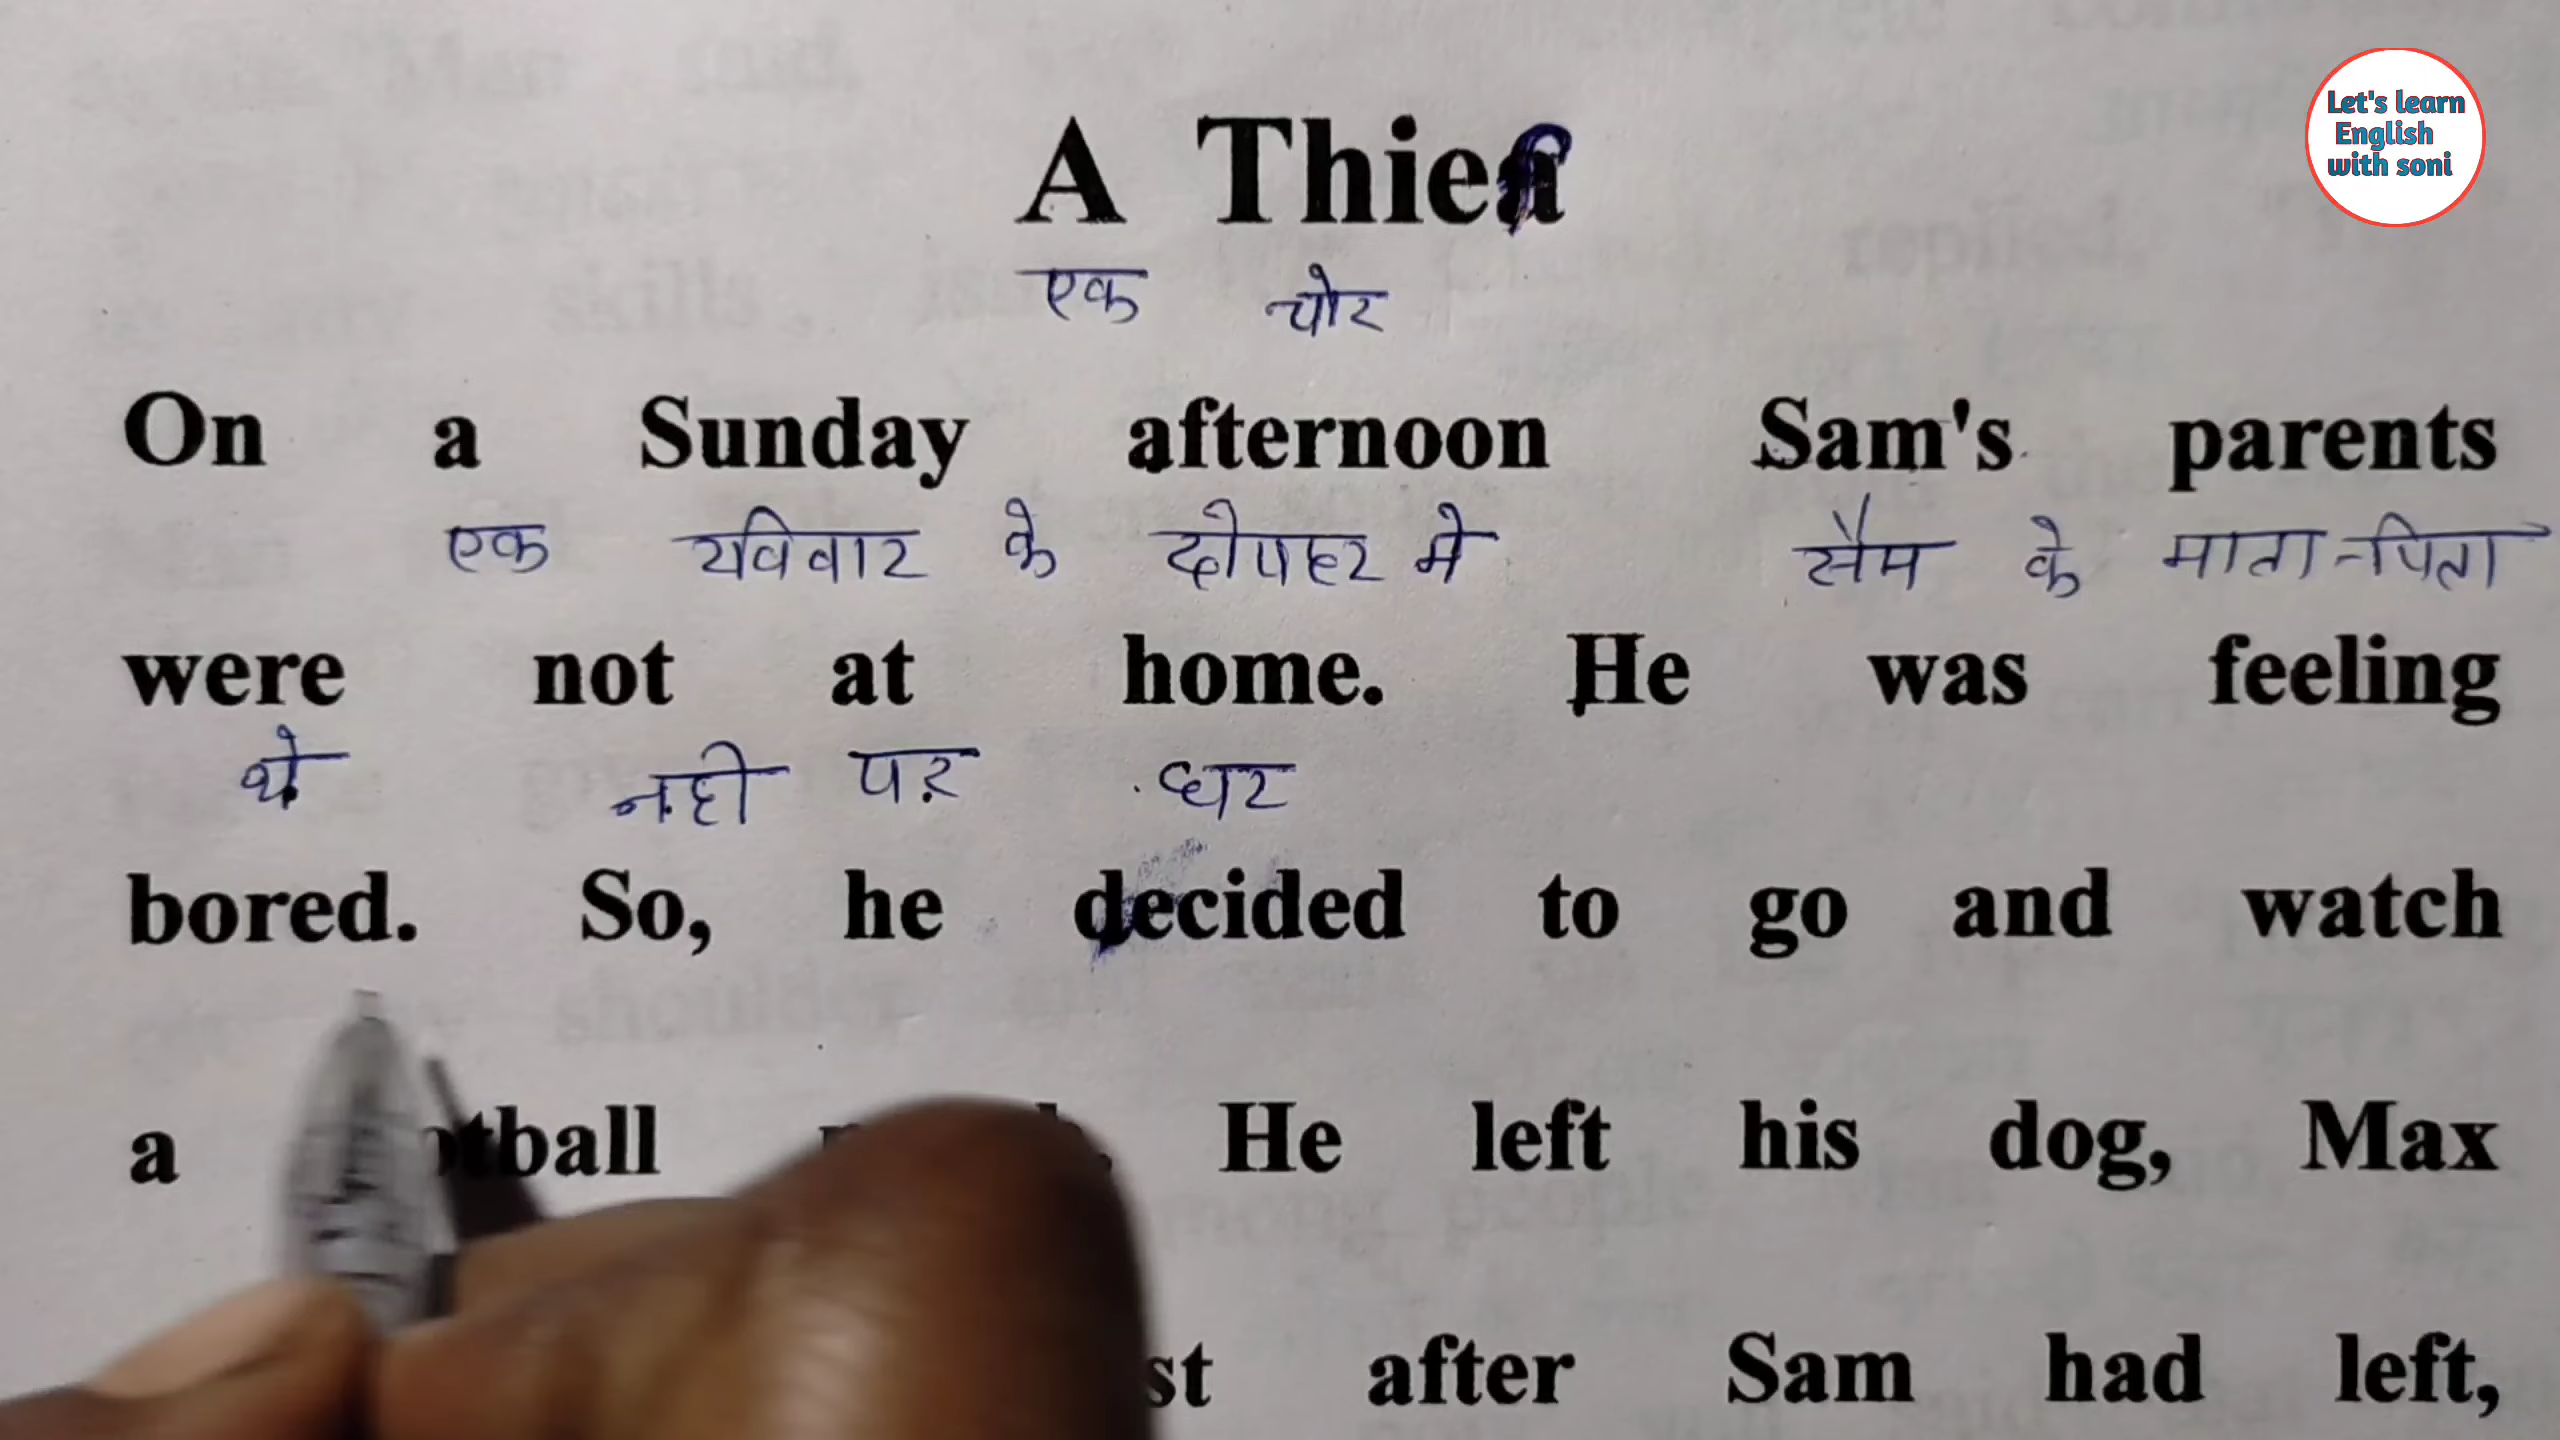 Let's learn
English
with soni
A Thief
एक चोर
On a Sunday afternoon Sam's parents
एक रविवार के दोपहर मे सैम के माता-पिता
were not at home. He was feeling
थे नही पर घर
bored. So, he decided to go and watch
a He left his dog, Max
after Sam had left,